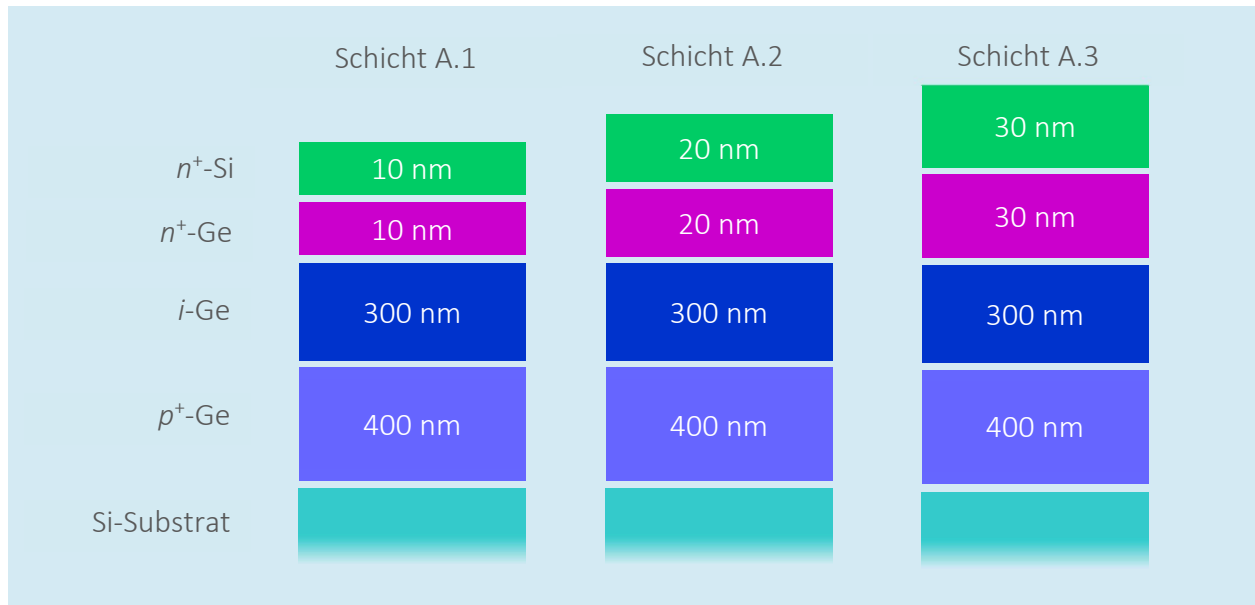 Schicht A.1 Schicht A.2 Schicht A.3
n⁺-Si 10 nm 20 nm 30 nm
n⁺-Ge 10 nm 20 nm 30 nm
i-Ge 300 nm 300 nm 300 nm
p⁺-Ge 400 nm 400 nm 400 nm
Si-Substrat